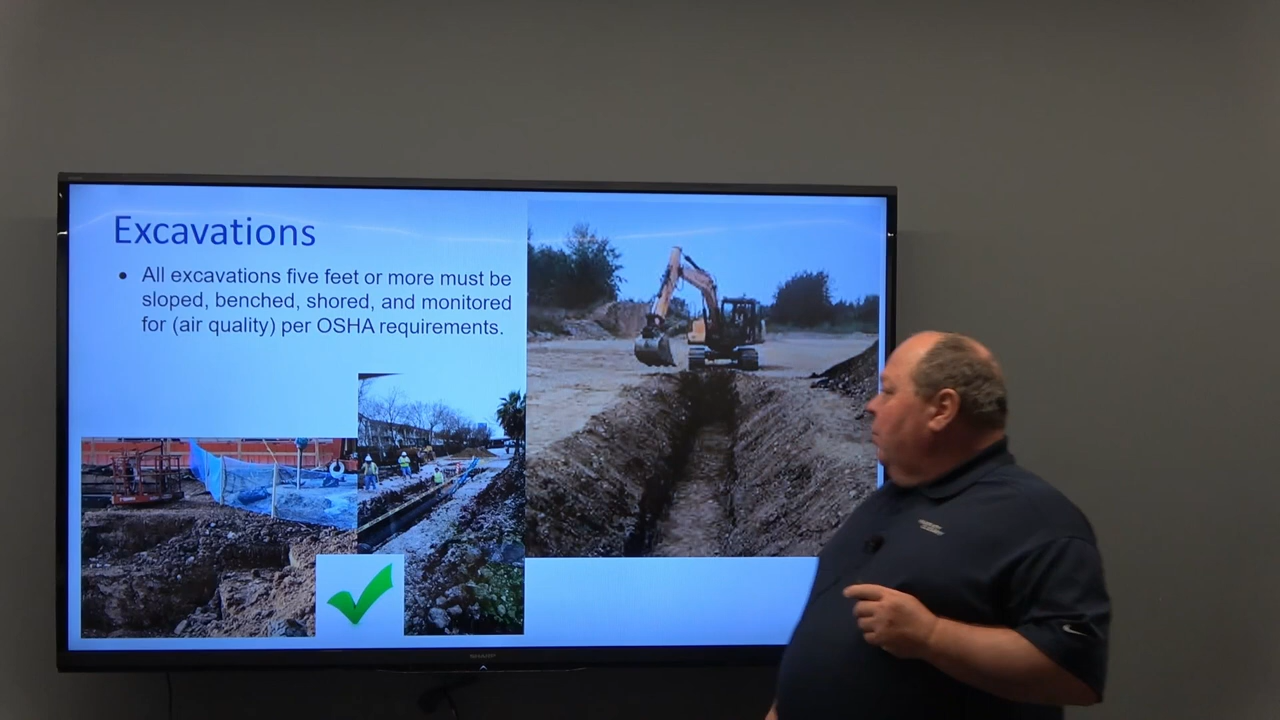 Excavations
• All excavations five feet or more must be
sloped, benched, shored, and monitored
for (air quality) per OSHA requirements.
SHARP